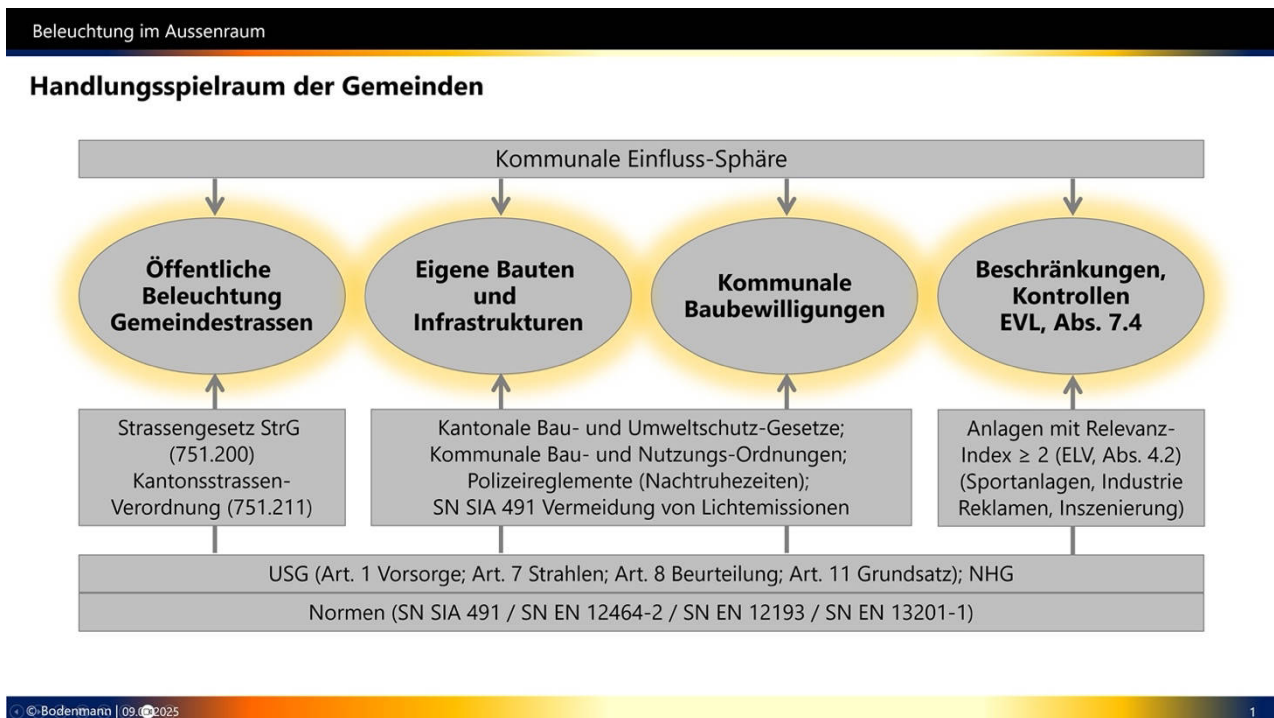 Beleuchtung im Aussenraum
Handlungsspielraum der Gemeinden
Kommunale Einfluss-Sphäre
Öffentliche
Beleuchtung
Gemeindestrassen
Eigene Bauten
und
Infrastrukturen
Kommunale
Baubewilligungen
Beschränkungen,
Kontrollen
EVL, Abs. 7.4
Strassengesetz StrG
(751.200)
Kantonsstrassen-
Verordnung (751.211)
Kantonale Bau- und Umweltschutz-Gesetze;
Kommunale Bau- und Nutzungs-Ordnungen;
Polizeireglemente (Nachtruhezeiten);
SN SIA 491 Vermeidung von Lichtemissionen
Anlagen mit Relevanz-
Index ≥ 2 (ELV, Abs. 4.2)
(Sportanlagen, Industrie
Reklamen, Inszenierung)
USG (Art. 1 Vorsorge; Art. 7 Strahlen; Art. 8 Beurteilung; Art. 11 Grundsatz); NHG
Normen (SN SIA 491 / SN EN 12464-2 / SN EN 12193 / SN EN 13201-1)
© Bodenmann |
1